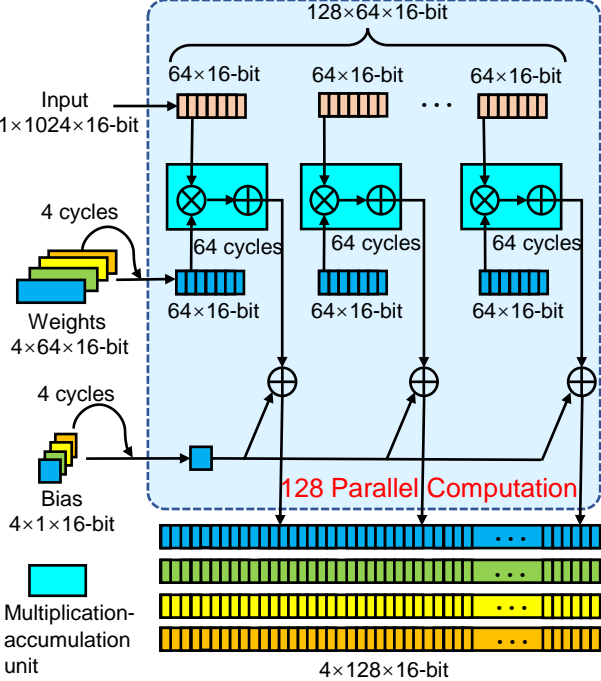 128×64×16-bit
64×16-bit 64×16-bit 64×16-bit
Input
1×1024×16-bit
• • •
4 cycles
64 cycles 64 cycles 64 cycles
Weights
4×64×16-bit
64×16-bit 64×16-bit 64×16-bit
4 cycles
Bias
4×1×16-bit
128 Parallel Computation
• • •
• • •
• • •
• • •
Multiplication-
accumulation
unit
4×128×16-bit